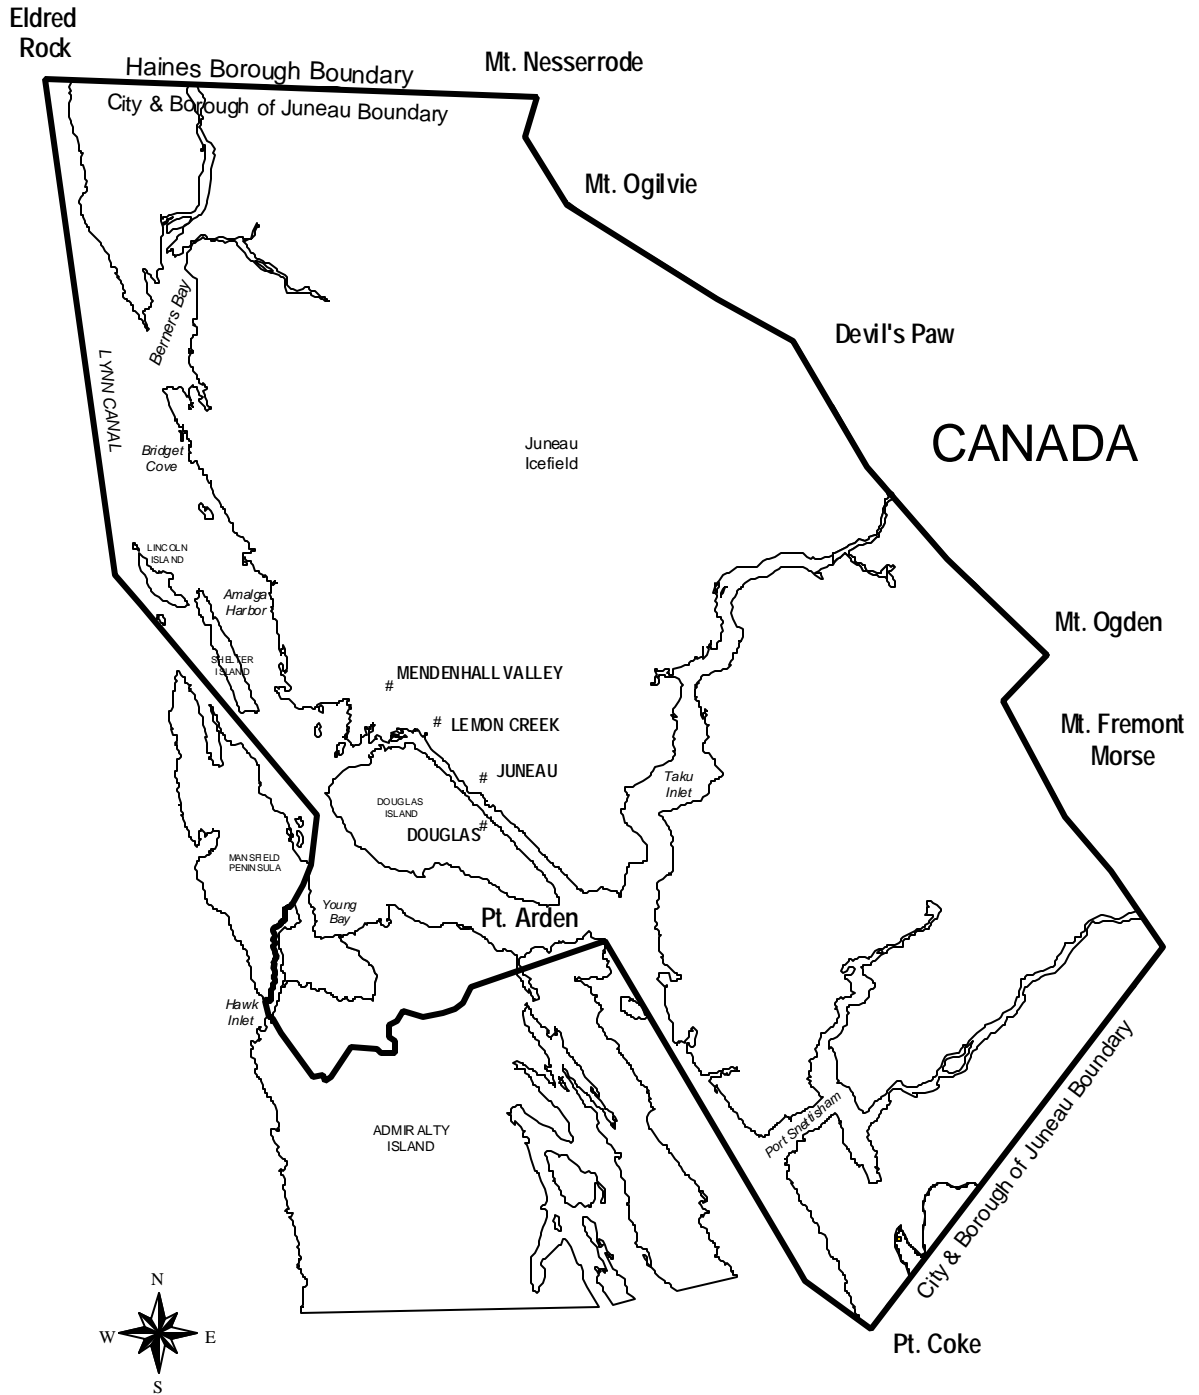 Eldred
Rock
Haines Borough Boundary
Mt. Nesserrode
City & Borough of Juneau Boundary
Mt. Ogilvie
Berners Bay
Devil's Paw
LYNN CANAL
CANADA
Bridget
Cove
Juneau
Icefield
LINCOLN
ISLAND
Amalga
Harbor
Mt. Ogden
SHELTER
ISLAND
MENDENHALL VALLEY
#
# LEMON CREEK
Mt. Fremont
Morse
# JUNEAU
Taku
Inlet
DOUGLAS
ISLAND
DOUGLAS #
MANSFIELD
PENINSULA
Young
Bay
Pt. Arden
Hawk
Inlet
ADMIRALTY
ISLAND
Port Snettisham
City & Borough of Juneau Boundary
N
W E
S
Pt. Coke